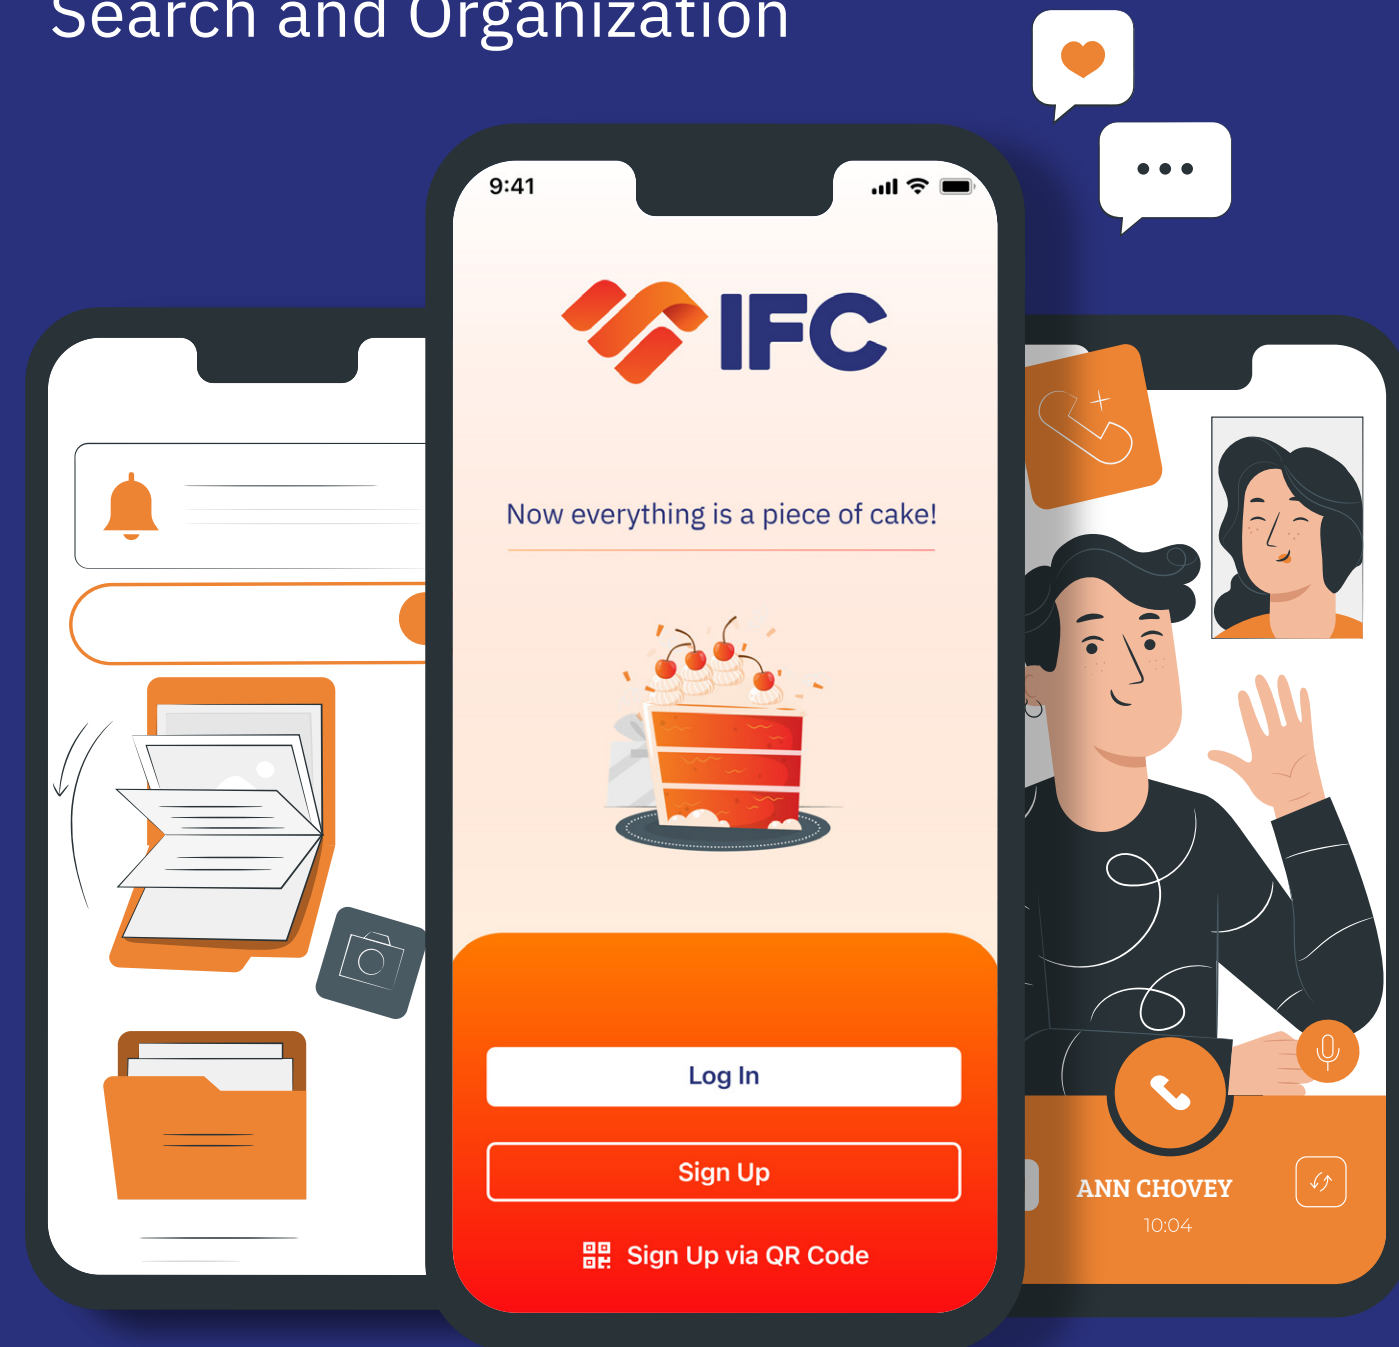 Search and Organization
9:41
IFC
Now everything is a piece of cake!
Log In
Sign Up
Sign Up via QR Code
ANN CHOVEY
10:04